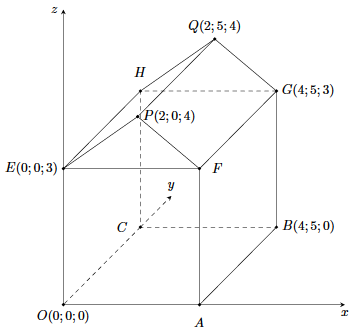 z
Q(2; 5; 4)
H
G(4; 5; 3)
P(2; 0; 4)
E(0; 0; 3)
F
y
C
B(4; 5; 0)
O(0; 0; 0)
A
x